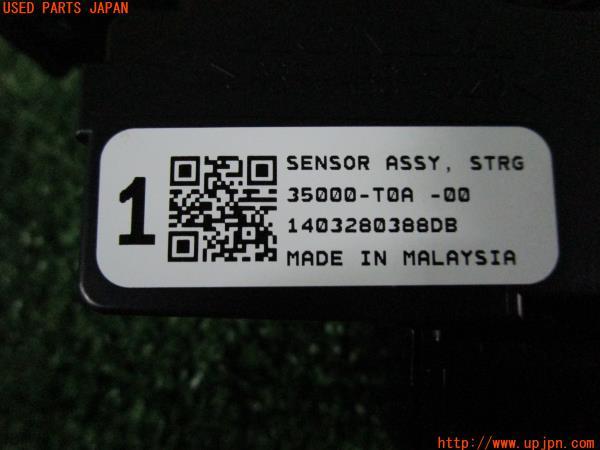 USED PARTS JAPAN
1
SENSOR ASSY, STRG
35000-T0A -00
1403280388DB
MADE IN MALAYSIA
http://www.upjpn.com/